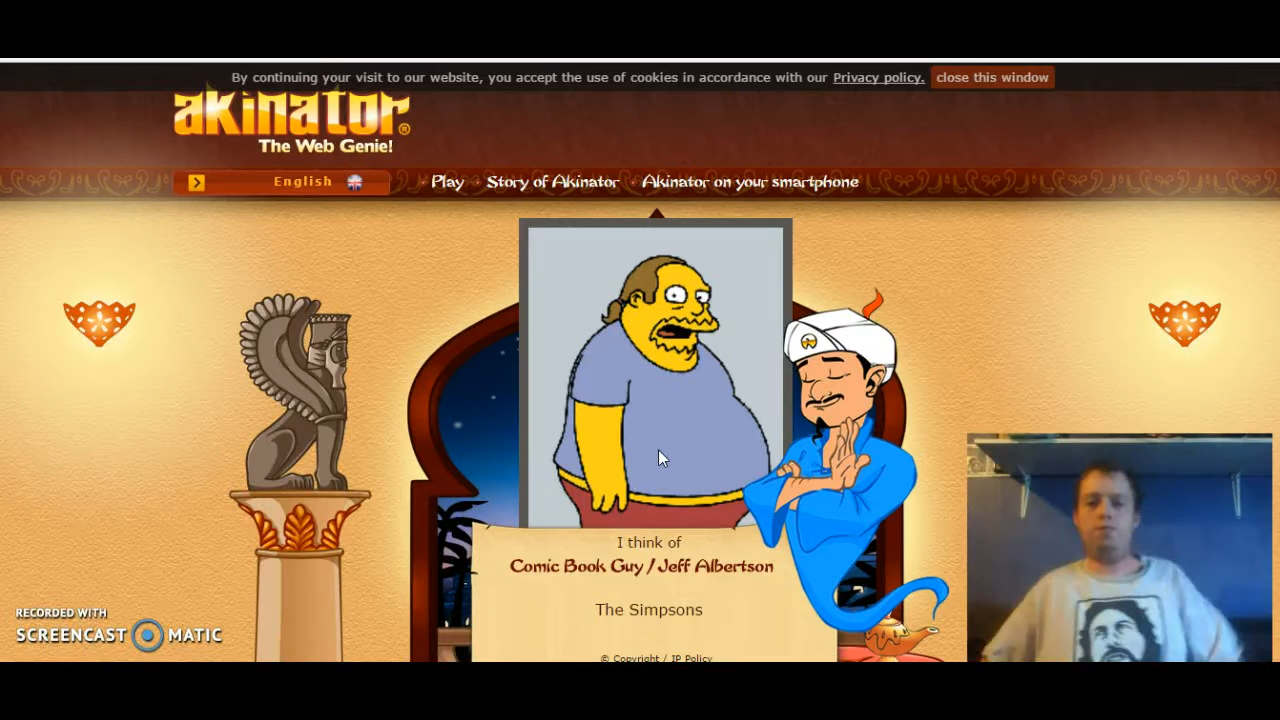 By continuing your visit to our website, you accept the use of cookies in accordance with our Privacy policy. close this window
akinator®
The Web Genie!
English
· Play · Story of Akinator · Akinator on your smartphone
I think of
Comic Book Guy / Jeff Albertson
The Simpsons
© Copyright / IP Policy
RECORDED WITH
SCREENCAST MATIC